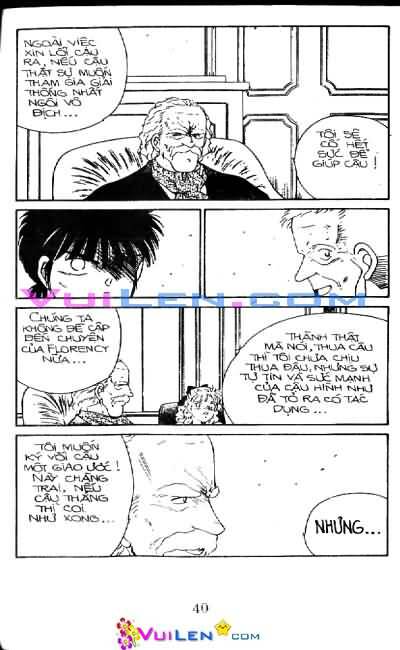 NGOÀI VIỆC
XIN LỖI CẬU
RA, NẾU CẬU
THẬT SỰ MUỐN
THAM GIA GIẢI
THỐNG NHẤT
NGÔI VÔ
ĐỊCH...
TÔI SẼ
CỐ HẾT
SỨC ĐỂ
GIÚP CẬU!
VUILEN.COM
CHÚNG TA
KHÔNG ĐỀ CẬP
ĐẾN CHUYỆN
CỦA FLORENCY
NỮA...
THÀNH THẬT
MÀ NÓI, THUA CẬU
THÌ TÔI CHƯA CHỊU
THUA ĐÂU, NHƯNG SỰ
TỰ TIN VÀ SỨC MẠNH
CỦA CẬU HÌNH NHƯ
ĐÃ TỎ RA CÓ TÁC
DỤNG...
TÔI MUỐN
KÝ VỚI CẬU
MỘT GIAO ƯỚC!
NÀY CHÀNG
TRAI, NẾU
CẬU THẮNG
THÌ COI
NHƯ XONG...
NHƯNG...
40
VUILEN.COM